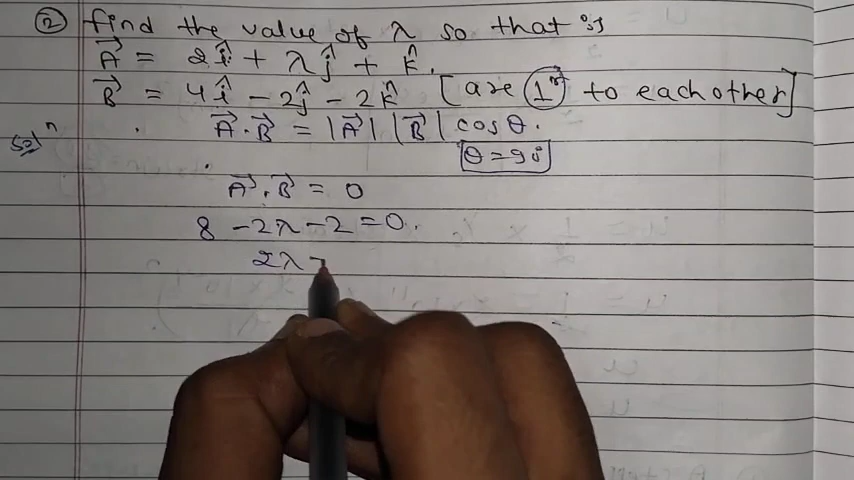 ② find the value of λ so that
A⃗ = 2î + λĵ + k̂.
B⃗ = 4î - 2ĵ - 2k̂ [are ⊥ʳ to each other]
Solⁿ
A⃗.B⃗ = |A⃗| |B⃗| cosθ.
θ = 90
A⃗.B⃗ = 0
8 - 2λ - 2 = 0.
2λ =